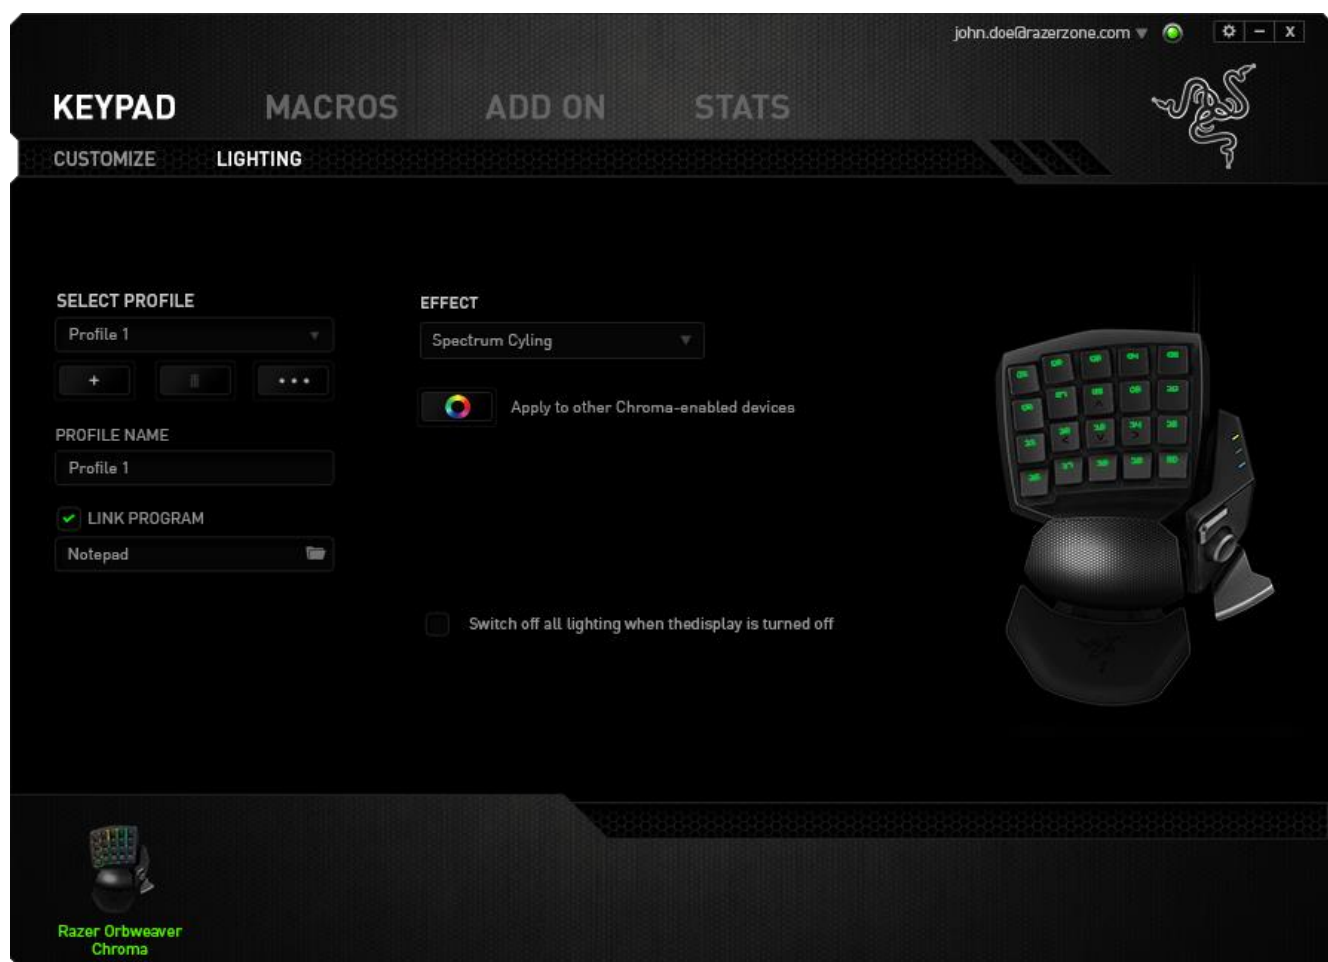 john.doe@razerzone.com
KEYPAD MACROS ADD ON STATS
CUSTOMIZE LIGHTING
SELECT PROFILE
Profile 1
+ •••
PROFILE NAME
Profile 1
LINK PROGRAM
Notepad
EFFECT
Spectrum Cyling
Apply to other Chroma-enabled devices
Switch off all lighting when thedisplay is turned off
Razer Orbweaver
Chroma